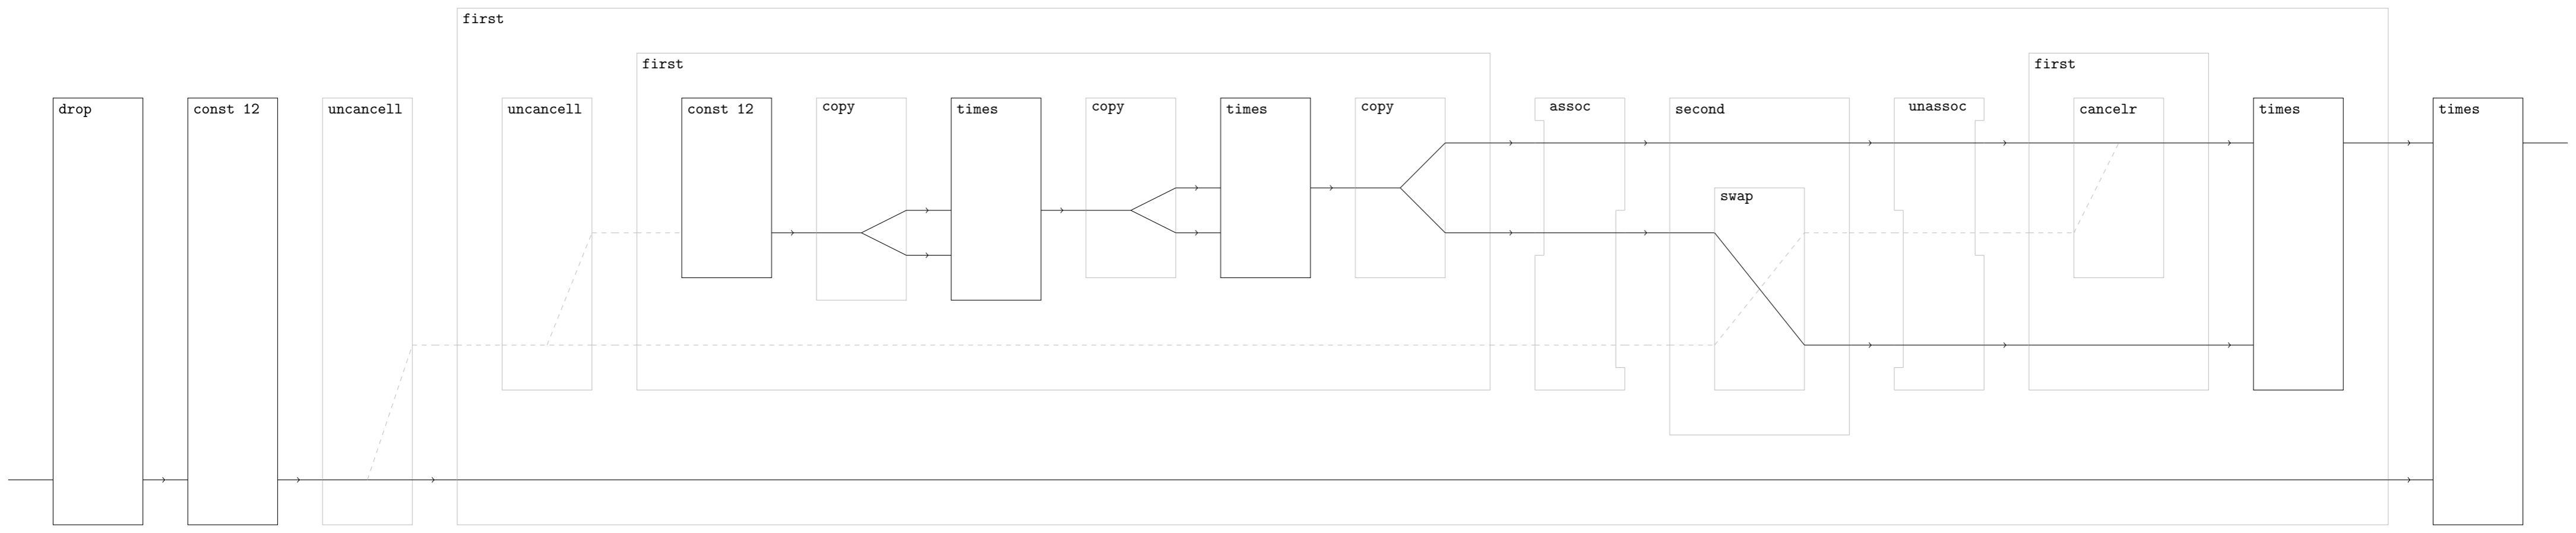 first
first
first
drop
const 12
uncancell
uncancell
const 12
copy
times
copy
times
copy
assoc
second
unassoc
cancelr
times
times
swap